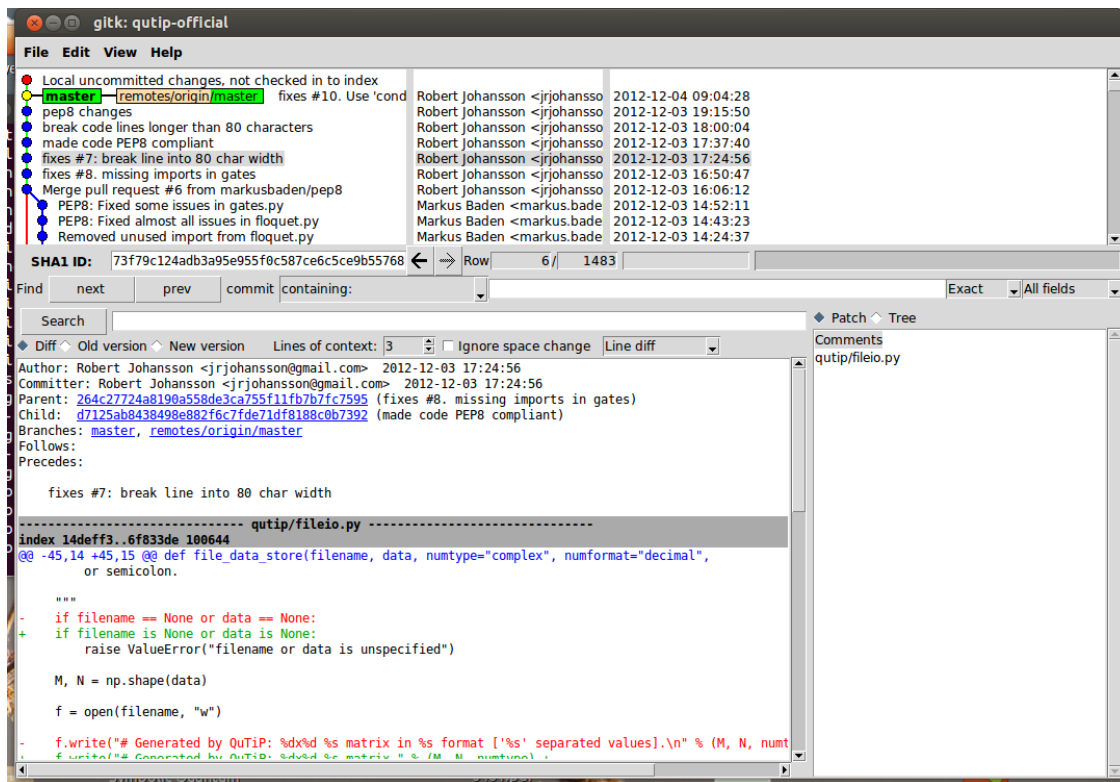 gitk: qutip-official
File Edit View Help
Local uncommitted changes, not checked in to index
master remotes/origin/master fixes #10. Use 'cond Robert Johansson <jrjohansso 2012-12-04 09:04:28
pep8 changes Robert Johansson <jrjohansso 2012-12-03 19:15:50
break code lines longer than 80 characters Robert Johansson <jrjohansso 2012-12-03 18:00:04
made code PEP8 compliant Robert Johansson <jrjohansso 2012-12-03 17:37:40
fixes #7: break line into 80 char width Robert Johansson <jrjohansso 2012-12-03 17:24:56
fixes #8. missing imports in gates Robert Johansson <jrjohansso 2012-12-03 16:50:47
Merge pull request #6 from markusbaden/pep8 Robert Johansson <jrjohansso 2012-12-03 16:06:12
PEP8: Fixed some issues in gates.py Markus Baden <markus.bade 2012-12-03 14:52:11
PEP8: Fixed almost all issues in floquet.py Markus Baden <markus.bade 2012-12-03 14:43:23
Removed unused import from floquet.py Markus Baden <markus.bade 2012-12-03 14:24:37
SHA1 ID: 73f79c124adb3a95e955f0c587ce6c5ce9b55768 Row 6/ 1483
Find next prev commit containing: Exact All fields
Search
Patch Tree
Diff Old version New version Lines of context: 3 Ignore space change Line diff
Comments
qutip/fileio.py
Author: Robert Johansson <jrjohansson@gmail.com> 2012-12-03 17:24:56
Committer: Robert Johansson <jrjohansson@gmail.com> 2012-12-03 17:24:56
Parent: 264c27724a8190a558de3ca755f11fb7b7fc7595 (fixes #8. missing imports in gates)
Child: d7125ab8438498e882f6c7fde71df8188c0b7392 (made code PEP8 compliant)
Branches: master, remotes/origin/master
Follows:
Precedes:
fixes #7: break line into 80 char width
------------------------------ qutip/fileio.py ------------------------------
index 14deff3..6f833de 100644
@@ -45,14 +45,15 @@ def file_data_store(filename, data, numtype="complex", numformat="decimal",
or semicolon.
"""
- if filename == None or data == None:
+ if filename is None or data is None:
raise ValueError("filename or data is unspecified")
M, N = np.shape(data)
f = open(filename, "w")
- f.write("# Generated by QuTiP: %dx%d %s matrix in %s format ['%s' separated values].\n" % (M, N, numt
+ f.write("# Generated by QuTiP: %dx%d %s matrix " % (M, N, numtype) +